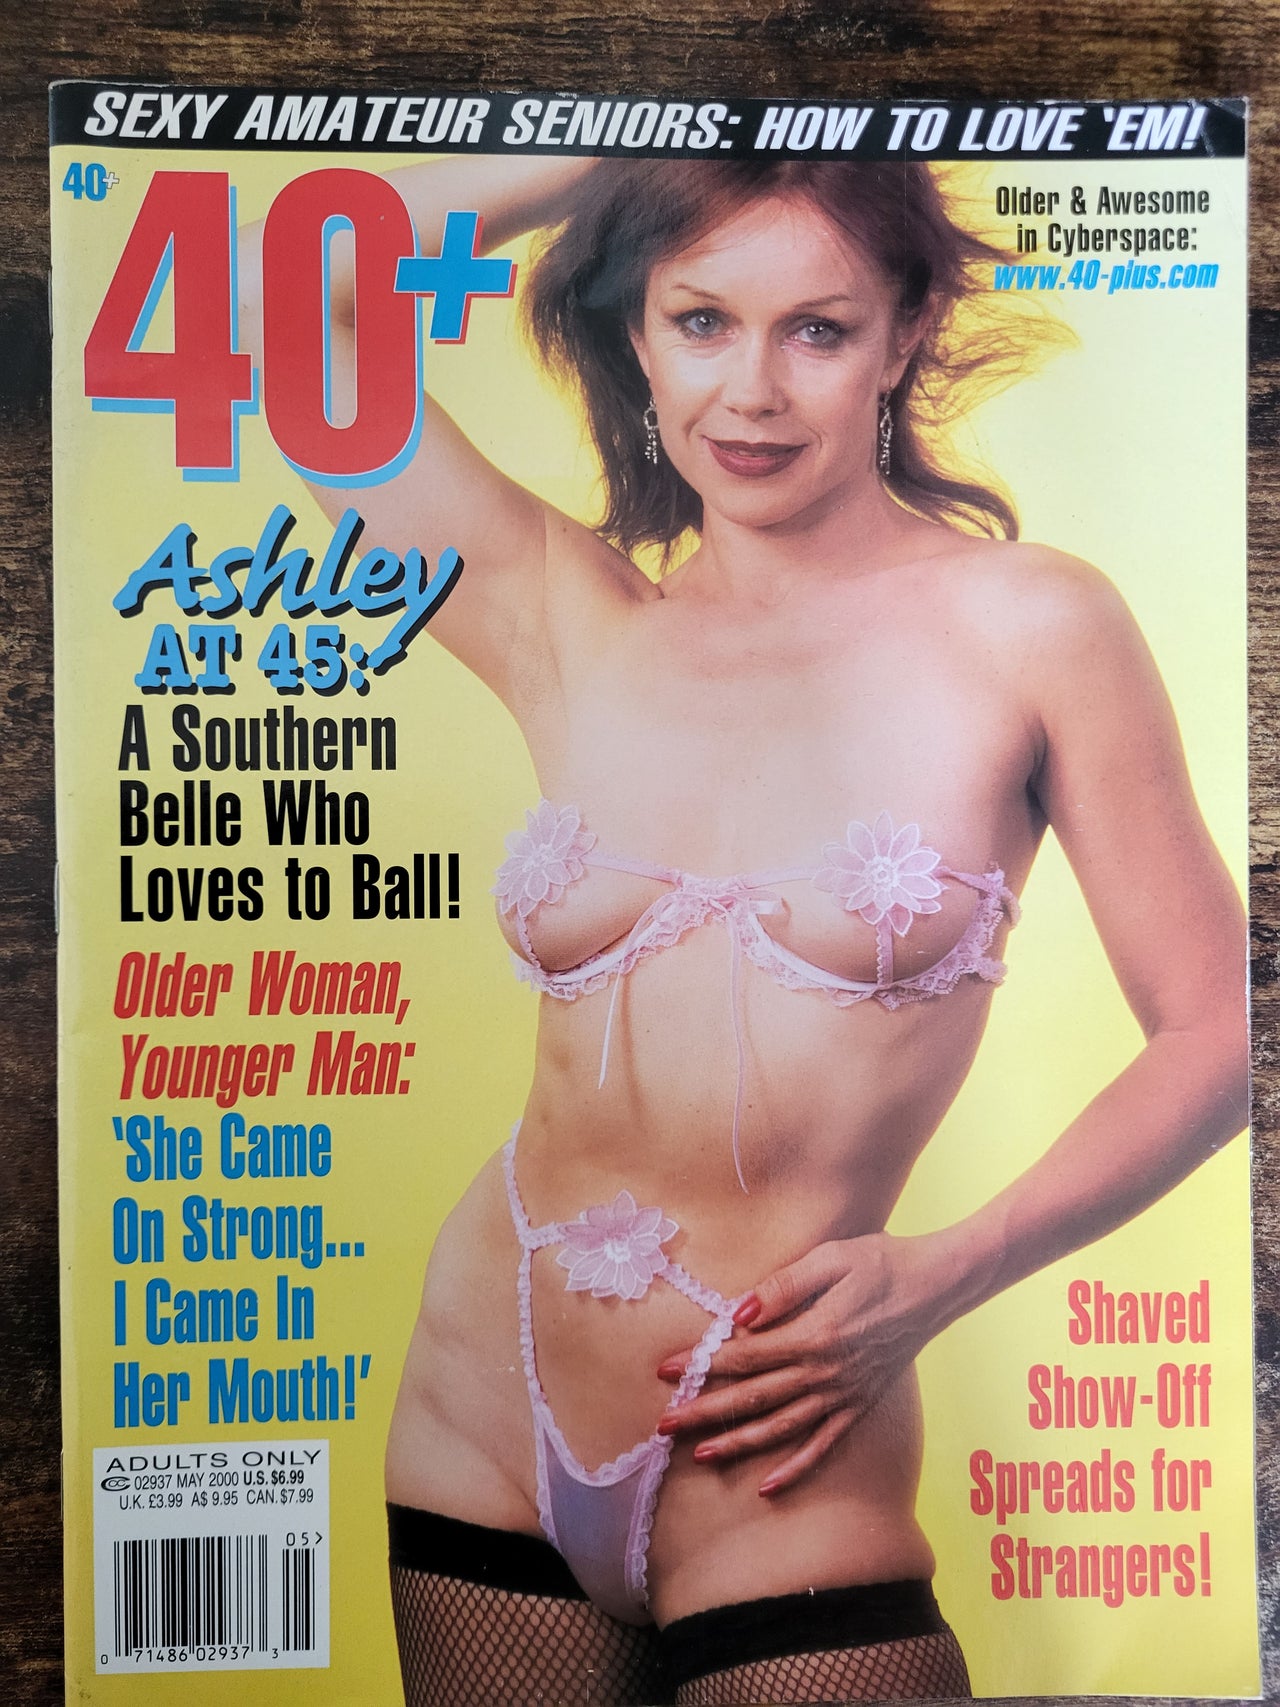 SEXY AMATEUR SENIORS: HOW TO LOVE 'EM!
40+
40+
Older & Awesome
in Cyberspace:
www.40-plus.com
Ashley
AT 45:
A Southern
Belle Who
Loves to Ball!
Older Woman,
Younger Man:
'She Came
On Strong...
I Came In
Her Mouth!'
Shaved
Show-Off
Spreads for
Strangers!
ADULTS ONLY
CC 02937 MAY 2000 U.S. $6.99
U.K. £3.99 A$ 9.95 CAN. $7.99
05>
0 71486 02937 3